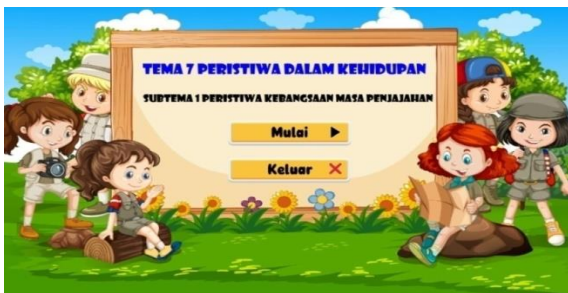 TEMA 7 PERISTIWA DALAM KEHIDUPAN
SUBTEMA 1 PERISTIWA KEBANGSAAN MASA PENJAJAHAN
Mulai
Keluar